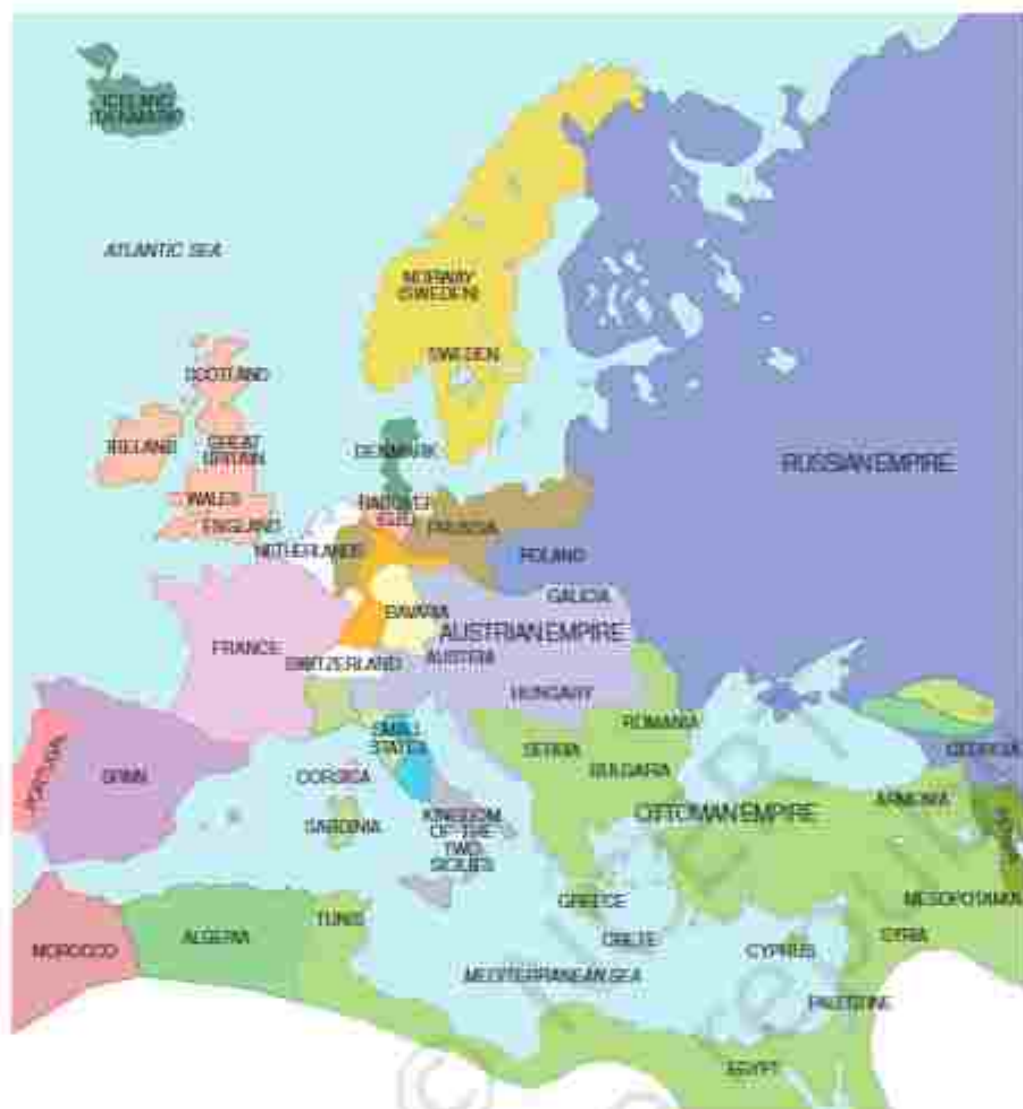 ICELAND
(DENMARK)
ATLANTIC SEA
NORWAY
(SWEDEN)
SWEDEN
SCOTLAND
IRELAND
GREAT
BRITAIN
DENMARK
RUSSIAN EMPIRE
WALES
ENGLAND
PRUSSIA
NETHERLANDS
POLAND
GALICIA
BAVARIA
AUSTRIAN EMPIRE
FRANCE
SWITZERLAND
AUSTRIA
HUNGARY
ROMANIA
SMALL
STATES
SERBIA
BULGARIA
GEORGIA
PORTUGAL
SPAIN
CORSICA
SARDINIA
KINGDOM
OF THE
TWO
SICILIES
OTTOMAN EMPIRE
ARMENIA
GREECE
MESOPOTAMIA
TUNIS
ALGERIA
MOROCCO
CRETE
CYPRUS
SYRIA
MEDITERRANEAN SEA
PALESTINE
EGYPT